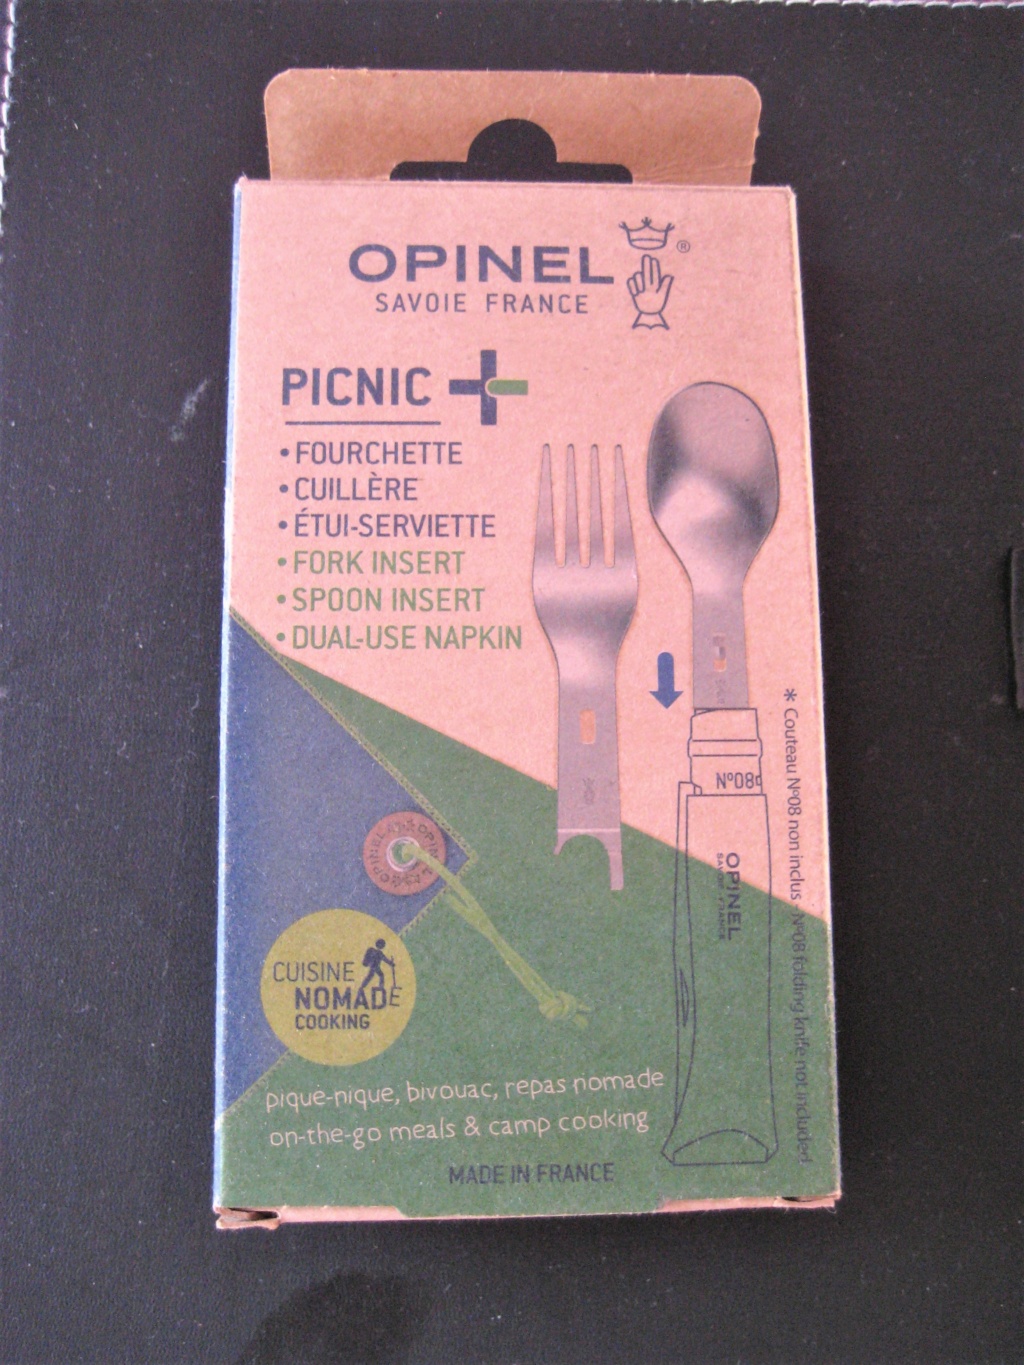 OPINEL
®
SAVOIE FRANCE
PICNIC
• FOURCHETTE
• CUILLÈRE
• ÉTUI-SERVIETTE
• FORK INSERT
• SPOON INSERT
• DUAL-USE NAPKIN
N°08
OPINEL
SAVOIE FRANCE
* Couteau N°08 non inclus - N°08 folding knife not included
CUISINE
NOMADE
COOKING
pique-nique, bivouac, repas nomade
on-the-go meals & camp cooking
MADE IN FRANCE